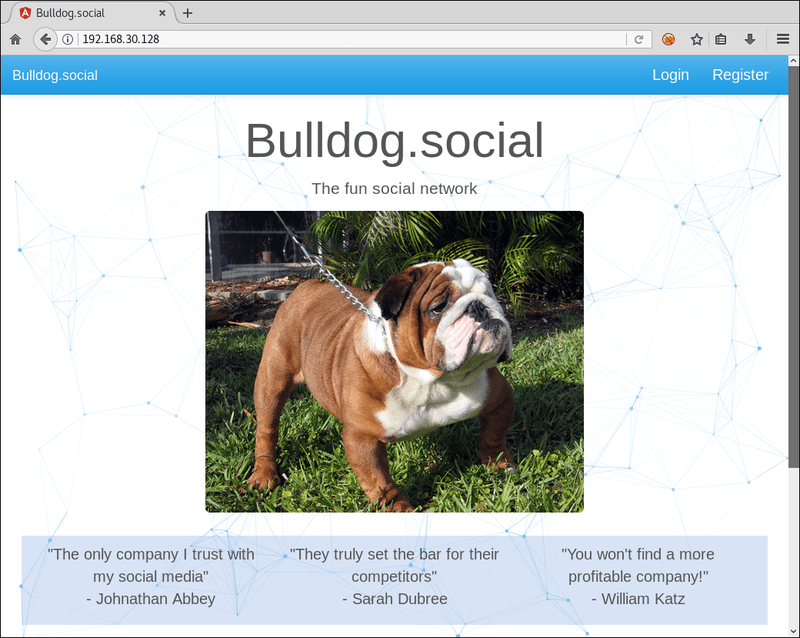 Bulldog.social
192.168.30.128
Bulldog.social
Login
Register
Bulldog.social
The fun social network
"The only company I trust with
my social media"
- Johnathan Abbey
"They truly set the bar for their
competitors"
- Sarah Dubree
"You won't find a more
profitable company!"
- William Katz